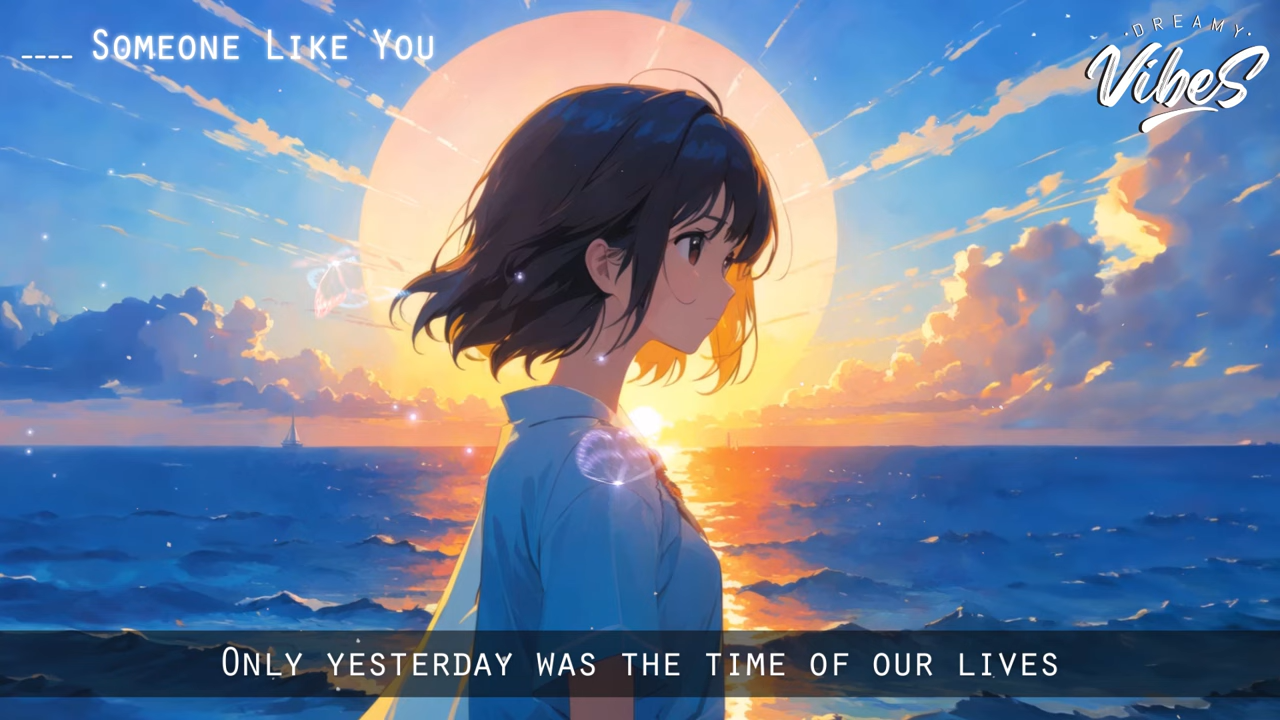 ____ Someone Like You
DREAMY
Vibes
Only yesterday was the time of our lives